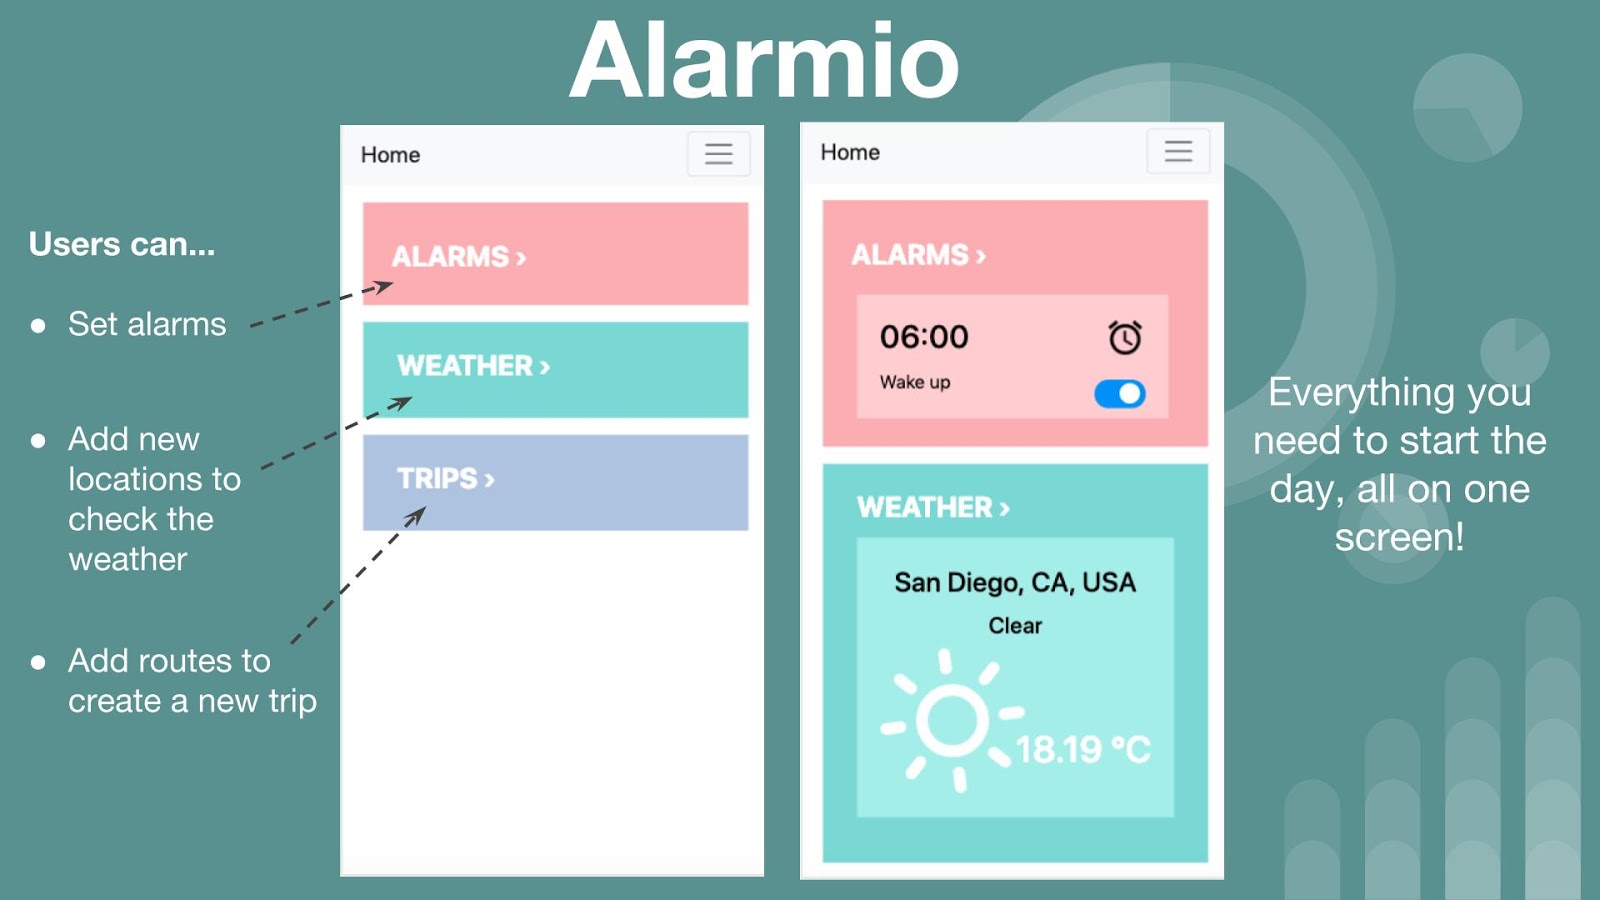 Alarmio
Users can...
● Set alarms
● Add new
locations to
check the
weather
● Add routes to
create a new trip
Home
ALARMS ›
WEATHER ›
TRIPS ›
Home
ALARMS ›
06:00
Wake up
WEATHER ›
San Diego, CA, USA
Clear
18.19 °C
Everything you
need to start the
day, all on one
screen!